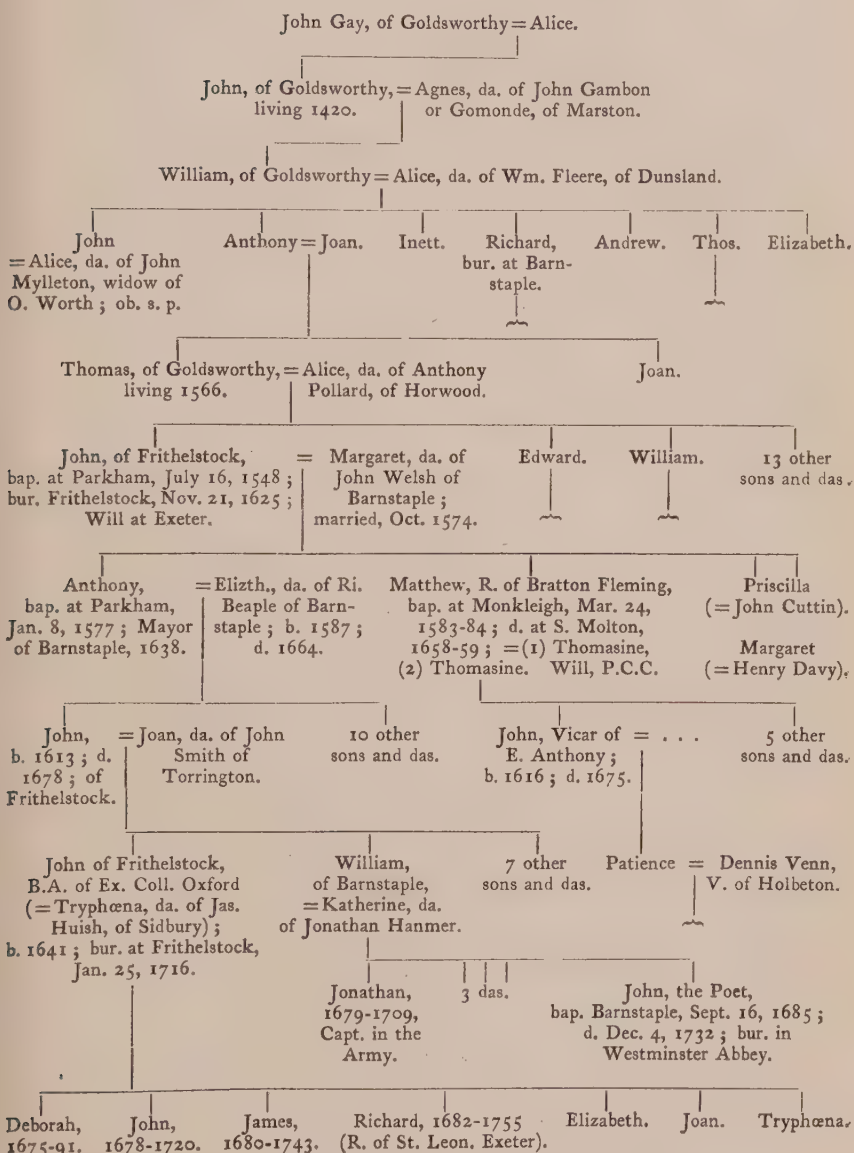 John Gay, of Goldsworthy = Alice.
John, of Goldsworthy, = Agnes, da. of John Gambon
living 1420. or Gomonde, of Marston.
William, of Goldsworthy = Alice, da. of Wm. Fleere, of Dunsland.
John
= Alice, da. of John
Mylleton, widow of
O. Worth ; ob. s. p.
Anthony = Joan.
Inett.
Richard,
bur. at Barn-
staple.
Andrew.
Thos.
Elizabeth.
Thomas, of Goldsworthy, = Alice, da. of Anthony
living 1566. Pollard, of Horwood.
Joan.
John, of Frithelstock,
bap. at Parkham, July 16, 1548 ;
bur. Frithelstock, Nov. 21, 1625 ;
Will at Exeter.
= Margaret, da. of
John Welsh of
Barnstaple ;
married, Oct. 1574.
Edward.
William.
13 other
sons and das.
Anthony,
bap. at Parkham,
Jan. 8, 1577 ; Mayor
of Barnstaple, 1638.
= Elizth., da. of Ri.
Beaple of Barn-
staple ; b. 1587 ;
d. 1664.
Matthew, R. of Bratton Fleming,
bap. at Monkleigh, Mar. 24,
1583-84 ; d. at S. Molton,
1658-59 ; = (1) Thomasine,
(2) Thomasine. Will, P.C.C.
Priscilla
(= John Cuttin).
Margaret
(= Henry Davy).
John,
b. 1613 ; d.
1678 ; of
Frithelstock.
= Joan, da. of John
Smith of
Torrington.
10 other
sons and das.
John, Vicar of = . . .
E. Anthony ;
b. 1616 ; d. 1675.
5 other
sons and das.
John of Frithelstock,
B.A. of Ex. Coll. Oxford
(= Tryphœna, da. of Jas.
Huish, of Sidbury) ;
b. 1641 ; bur. at Frithelstock,
Jan. 25, 1716.
William,
of Barnstaple,
= Katherine, da.
of Jonathan Hanmer.
7 other
sons and das.
Patience = Dennis Venn,
V. of Holbeton.
Jonathan,
1679-1709,
Capt. in the
Army.
3 das.
John, the Poet,
bap. Barnstaple, Sept. 16, 1685 ;
d. Dec. 4, 1732 ; bur. in
Westminster Abbey.
Deborah,
1675-91.
John,
1678-1720.
James,
1680-1743.
Richard, 1682-1755
(R. of St. Leon. Exeter).
Elizabeth.
Joan.
Tryphœna.